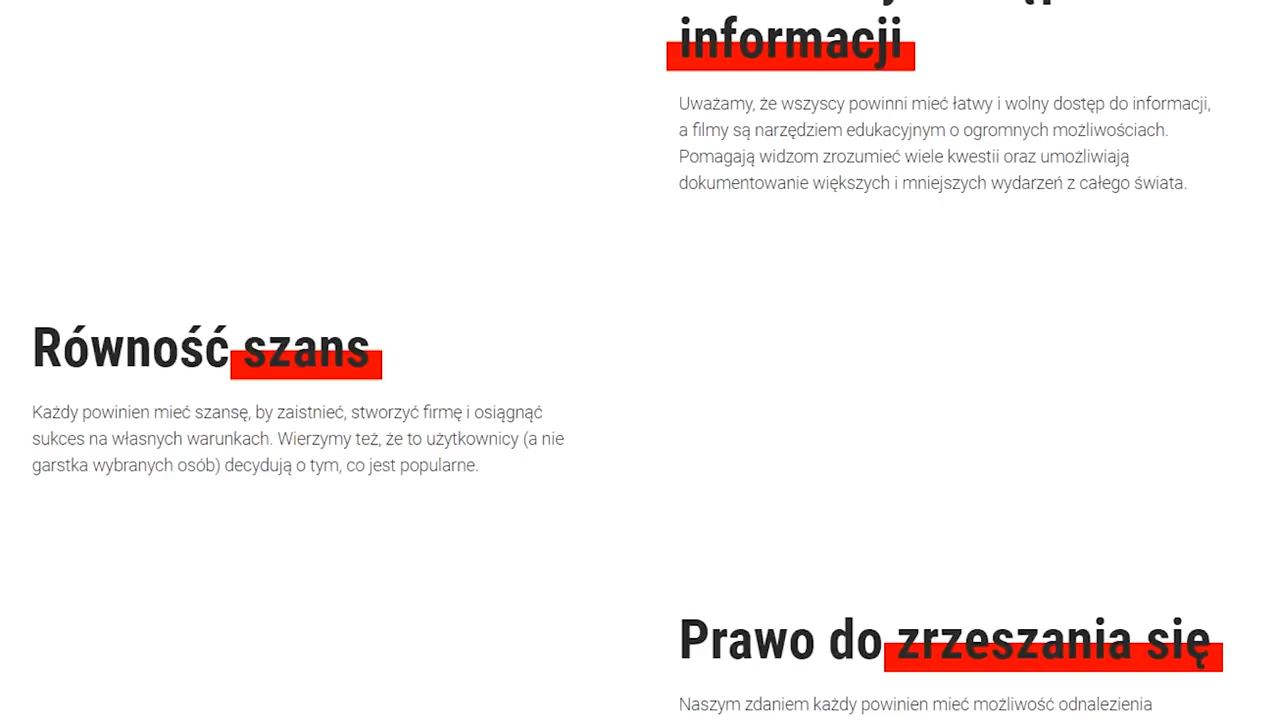 informacji
Uważamy, że wszyscy powinni mieć łatwy i wolny dostęp do informacji,
a filmy są narzędziem edukacyjnym o ogromnych możliwościach.
Pomagają widzom zrozumieć wiele kwestii oraz umożliwiają
dokumentowanie większych i mniejszych wydarzeń z całego świata.
Równość szans
Każdy powinien mieć szansę, by zaistnieć, stworzyć firmę i osiągnąć
sukces na własnych warunkach. Wierzymy też, że to użytkownicy (a nie
garstka wybranych osób) decydują o tym, co jest popularne.
Prawo do zrzeszania się
Naszym zdaniem każdy powinien mieć możliwość odnalezienia